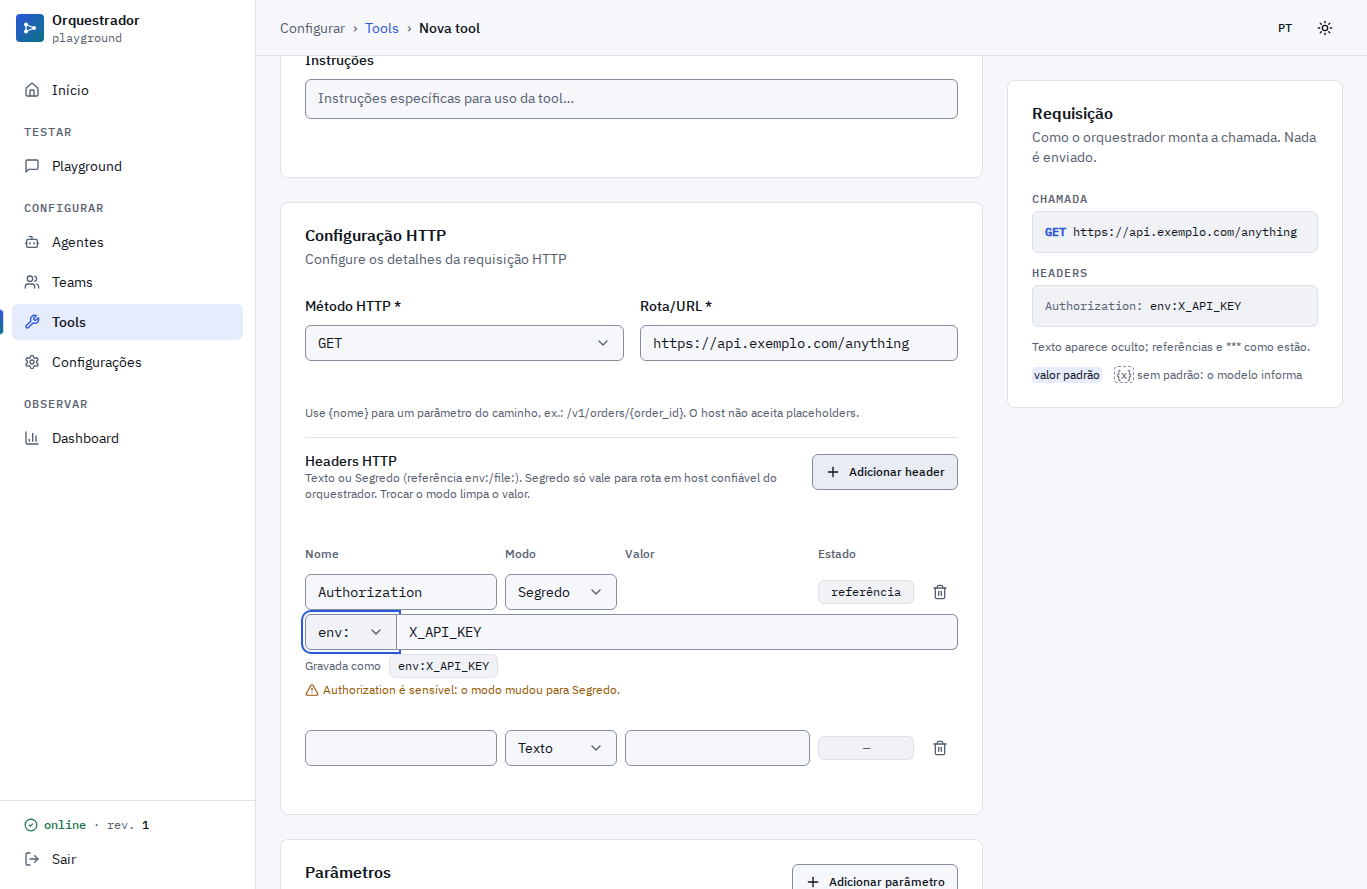 Orquestrador
playground
Início
TESTAR
Playground
CONFIGURAR
Agentes
Teams
Tools
Configurações
OBSERVAR
Dashboard
online · rev. 1
Sair
Configurar › Tools › Nova tool
PT
Instruções
Instruções específicas para uso da tool...
Configuração HTTP
Configure os detalhes da requisição HTTP
Método HTTP *
Rota/URL *
GET
https://api.exemplo.com/anything
Use {nome} para um parâmetro do caminho, ex.: /v1/orders/{order_id}. O host não aceita placeholders.
Headers HTTP
Texto ou Segredo (referência env:/file:). Segredo só vale para rota em host confiável do
orquestrador. Trocar o modo limpa o valor.
Adicionar header
Nome Modo Valor Estado
Authorization Segredo referência
env: X_API_KEY
Gravada como env:X_API_KEY
Authorization é sensível: o modo mudou para Segredo.
Texto –
Parâmetros
Adicionar parâmetro
Requisição
Como o orquestrador monta a chamada. Nada
é enviado.
CHAMADA
GET https://api.exemplo.com/anything
HEADERS
Authorization: env:X_API_KEY
Texto aparece oculto; referências e *** como estão.
valor padrão {x} sem padrão: o modelo informa